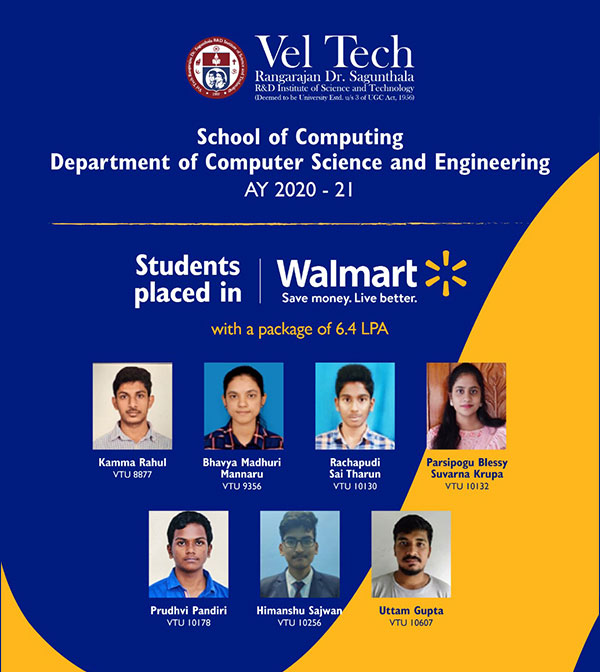 Vel Tech
Rangarajan Dr. Sagunthala
R&D Institute of Science and Technology
(Deemed to be University Estd. u/s 3 of UGC Act, 1956)
School of Computing
Department of Computer Science and Engineering
AY 2020 - 21
Students
placed in
Walmart
Save money. Live better.
with a package of 6.4 LPA
Kamma Rahul
VTU 8877
Bhavya Madhuri
Mannaru
VTU 9356
Rachapudi
Sai Tharun
VTU 10130
Parsipogu Blessy
Suvarna Krupa
VTU 10132
Prudhvi Pandiri
VTU 10178
Himanshu Sajwan
VTU 10256
Uttam Gupta
VTU 10607